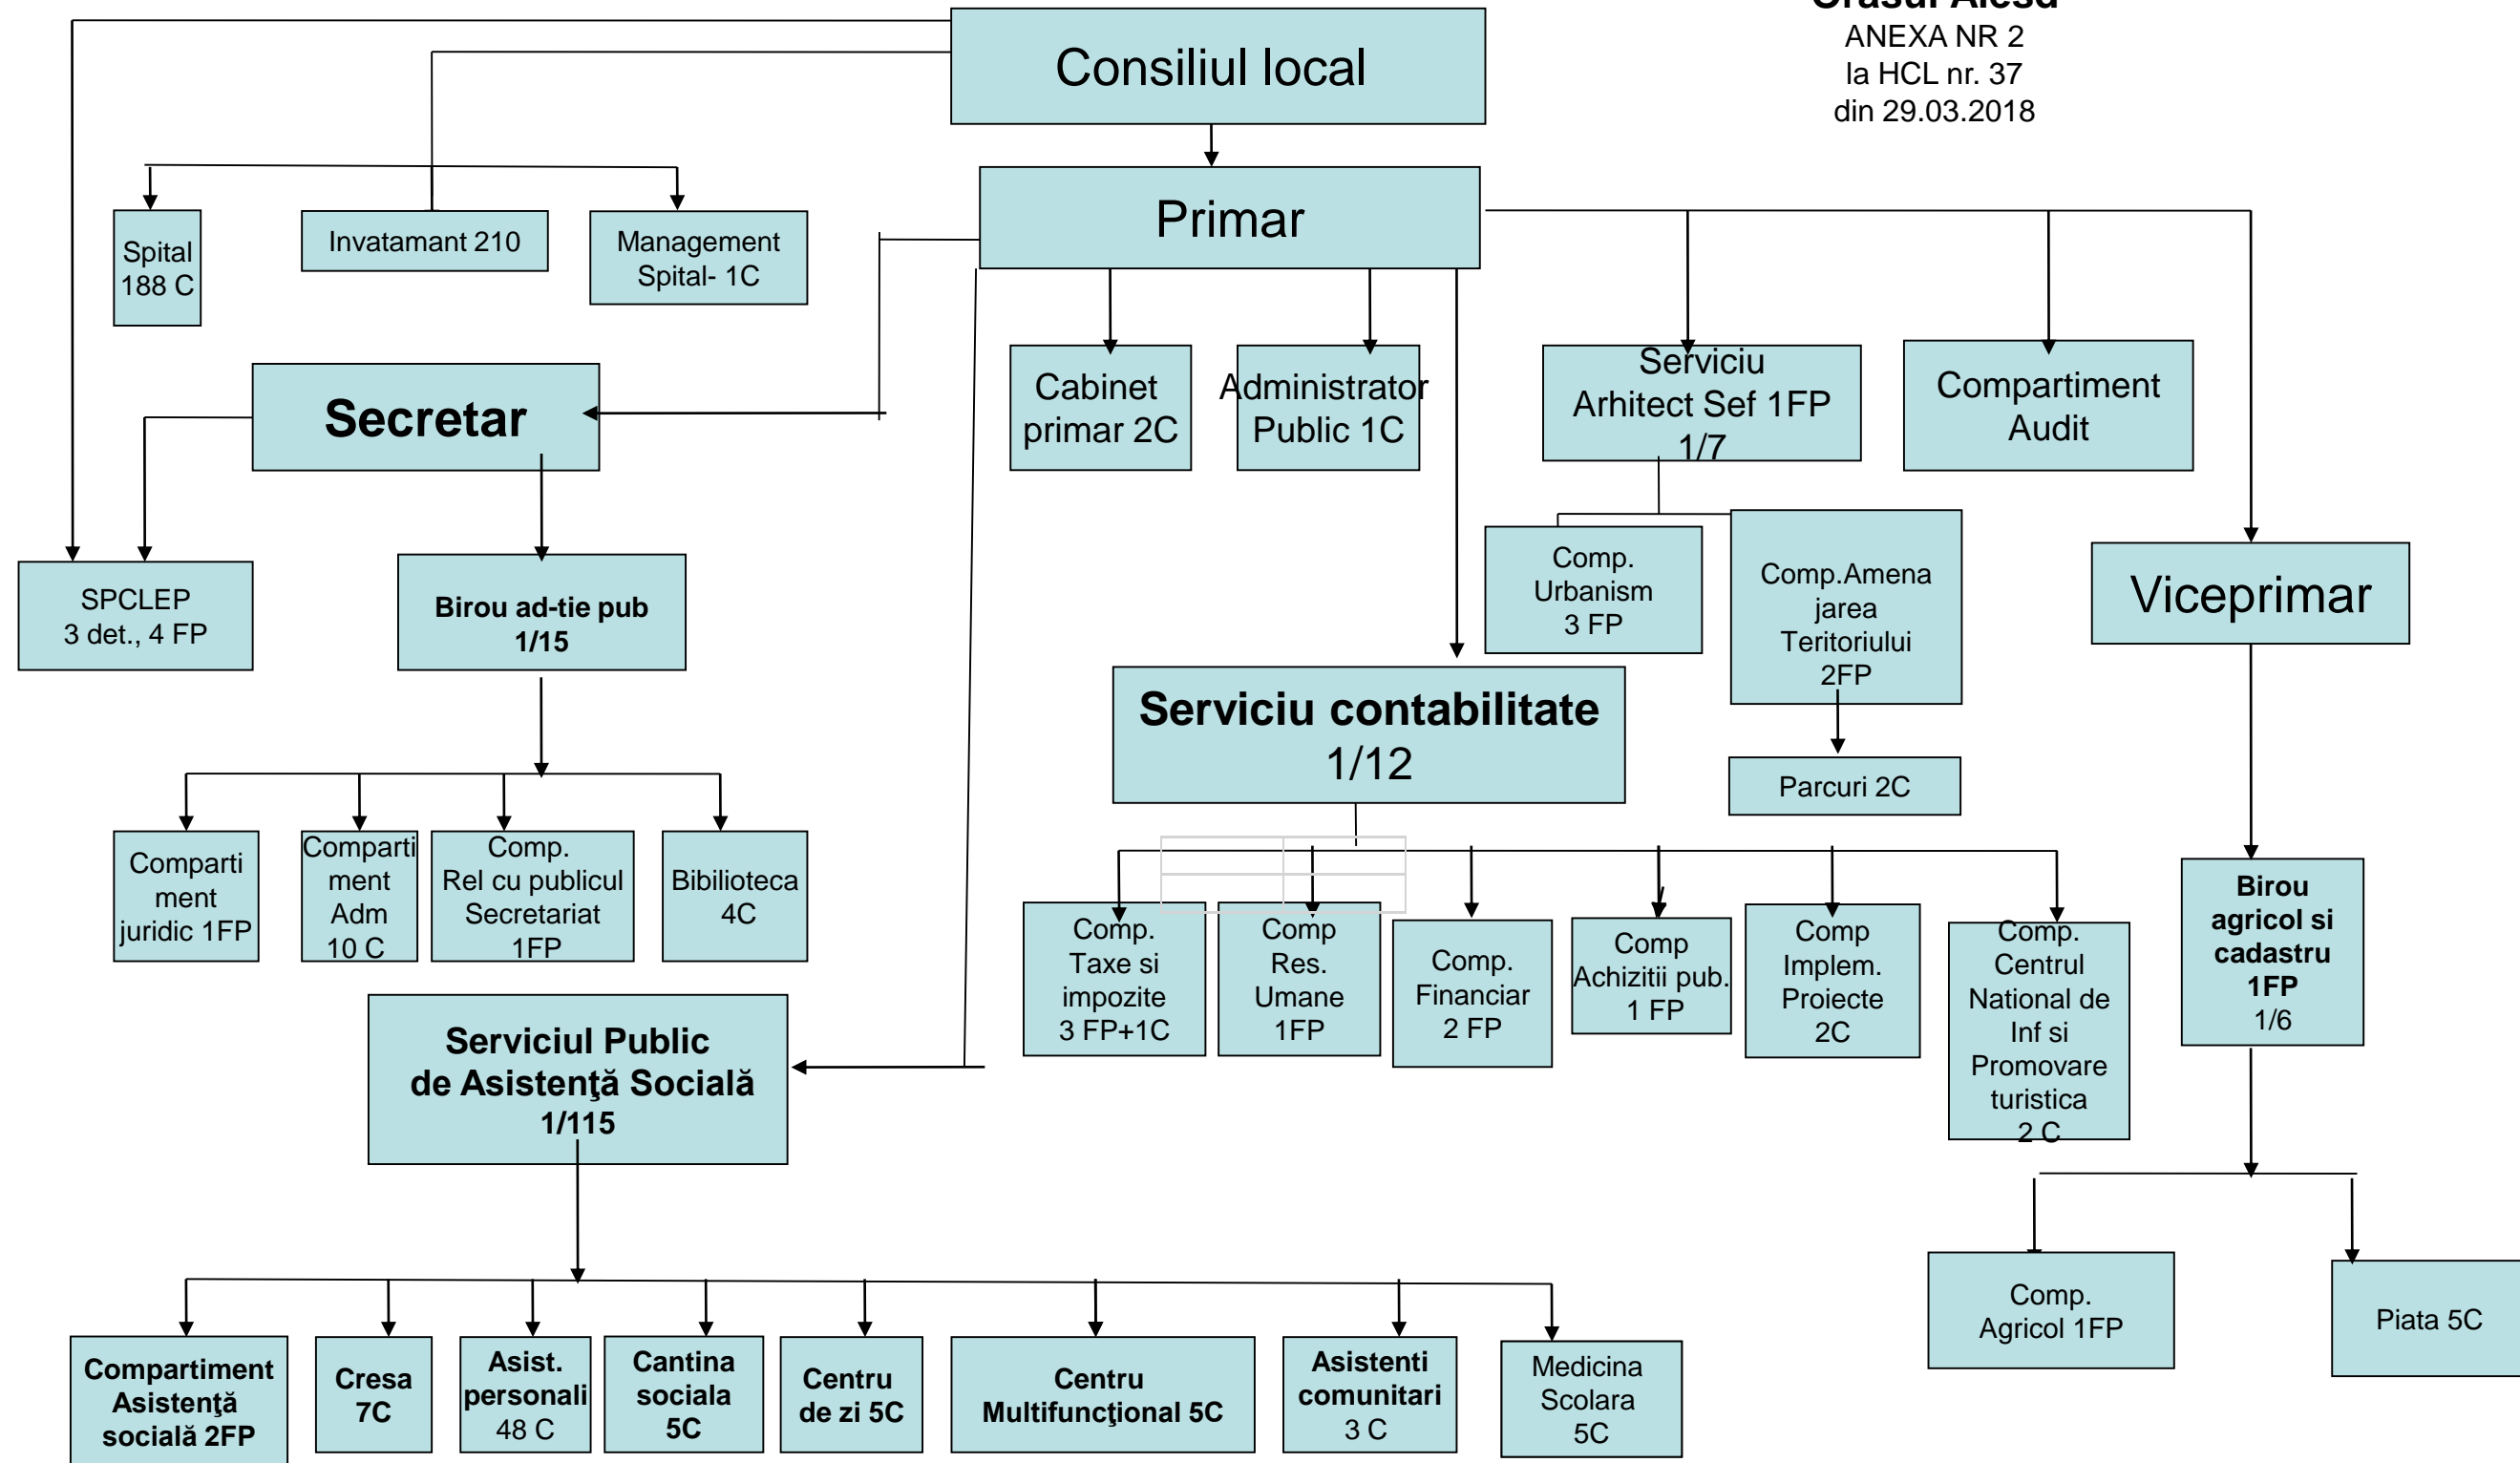 Orasul Alesd
ANEXA NR 2
la HCL nr. 37
din 29.03.2018
Consiliul local
Primar
Spital
188 C
Invatamant 210
Management
Spital- 1C
Secretar
Cabinet
primar 2C
Administrator
Public 1C
Serviciu
Arhitect Sef 1FP
1/7
Compartiment
Audit
SPCLEP
3 det., 4 FP
Birou ad-tie pub
1/15
Comp.
Urbanism
3 FP
Comp.Amena
jarea
Teritoriului
2FP
Viceprimar
Serviciu contabilitate
1/12
Parcuri 2C
Comparti
ment
juridic 1FP
Comparti
ment
Adm
10 C
Comp.
Rel cu publicul
Secretariat
1FP
Bibilioteca
4C
Comp.
Taxe si
impozite
3 FP+1C
Comp
Res.
Umane
1FP
Comp.
Financiar
2 FP
Comp
Achizitii pub.
1 FP
Comp
Implem.
Proiecte
2C
Comp.
Centrul
National de
Inf si
Promovare
turistica
2 C
Birou
agricol si
cadastru
1FP
1/6
Serviciul Public
de Asistenţă Socială
1/115
Comp.
Agricol 1FP
Piata 5C
Compartiment
Asistenţă
socială 2FP
Cresa
7C
Asist.
personali
48 C
Cantina
sociala
5C
Centru
de zi 5C
Centru
Multifuncţional 5C
Asistenti
comunitari
3 C
Medicina
Scolara
5C